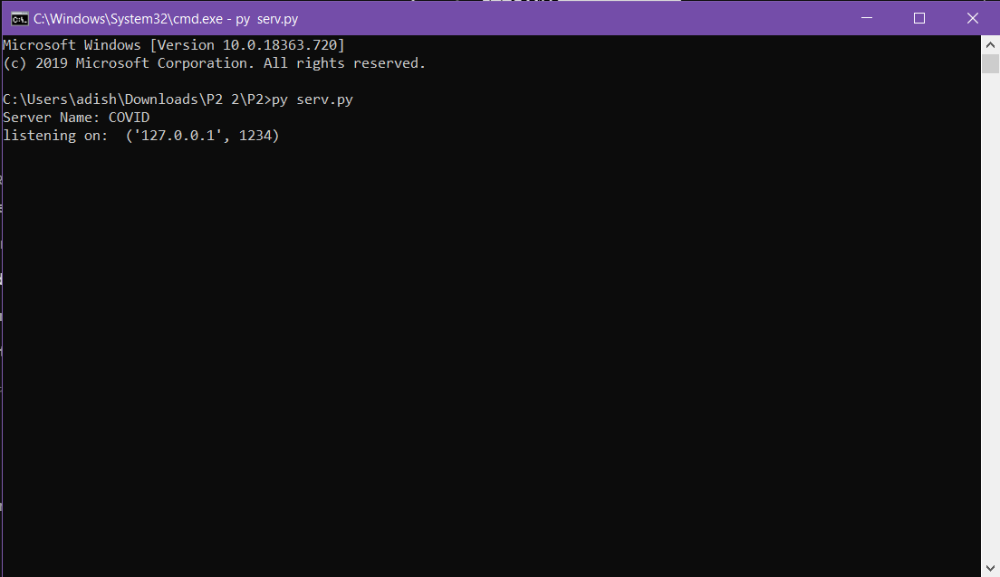 C:\Windows\System32\cmd.exe - py  serv.py
Microsoft Windows [Version 10.0.18363.720]
(c) 2019 Microsoft Corporation. All rights reserved.
C:\Users\adish\Downloads\P2 2\P2>py serv.py
Server Name: COVID
listening on:  ('127.0.0.1', 1234)